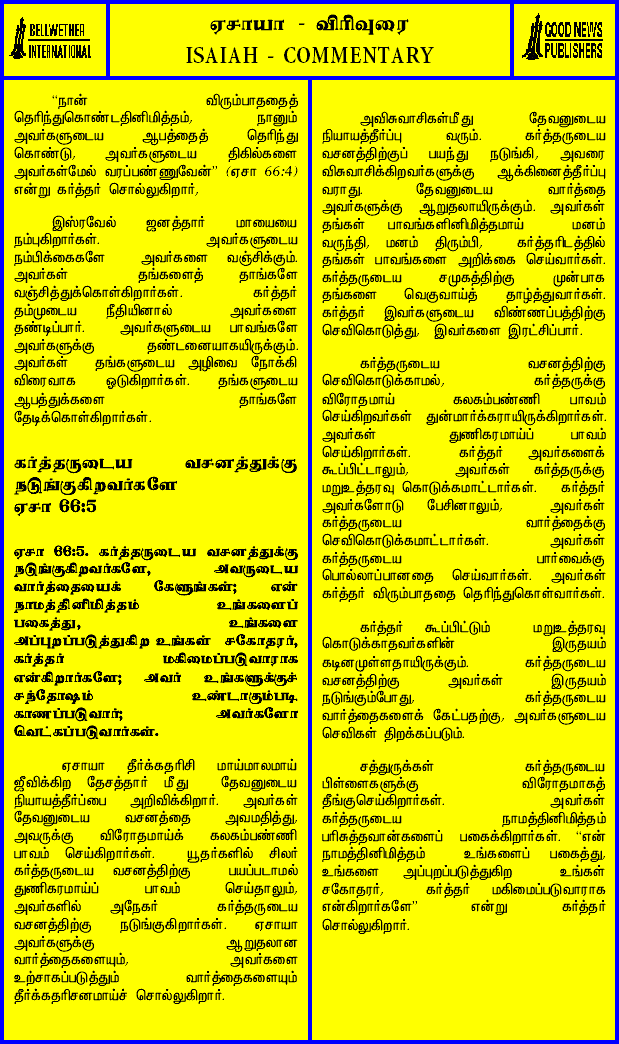 BELLWETHER
INTERNATIONAL
ஏசாயா - விரிவுரை
ISAIAH - COMMENTARY
GOOD NEWS
PUBLISHERS
“நான் விரும்பாததைத்
தெரிந்துகொண்டதினிமித்தம், நானும்
அவர்களுடைய ஆபத்தைத் தெரிந்து
கொண்டு, அவர்களுடைய திகில்களை
அவர்கள்மேல் வரப்பண்ணுவேன்” (ஏசா 66:4)
என்று கர்த்தர் சொல்லுகிறார்,
இஸ்ரவேல் ஜனத்தார் மாயையை
நம்புகிறார்கள். அவர்களுடைய
நம்பிக்கைகளே அவர்களை வஞ்சிக்கும்.
அவர்கள் தங்களைத் தாங்களே
வஞ்சித்துக்கொள்கிறார்கள். கர்த்தர்
தம்முடைய நீதியினால் அவர்களை
தண்டிப்பார். அவர்களுடைய பாவங்களே
அவர்களுக்கு தண்டனையாகயிருக்கும்.
அவர்கள் தங்களுடைய அழிவை நோக்கி
விரைவாக ஓடுகிறார்கள். தங்களுடைய
ஆபத்துக்களை தாங்களே
தேடிக்கொள்கிறார்கள்.
கர்த்தருடைய வசனத்துக்கு
நடுங்குகிறவர்களே
ஏசா 66:5
ஏசா 66:5. கர்த்தருடைய வசனத்துக்கு
நடுங்குகிறவர்களே, அவருடைய
வார்த்தையைக் கேளுங்கள்; என்
நாமத்தினிமித்தம் உங்களைப்
பகைத்து, உங்களை
அப்புறப்படுத்துகிற உங்கள் சகோதரர்,
கர்த்தர் மகிமைப்படுவாராக
என்கிறார்களே; அவர் உங்களுக்குச்
சந்தோஷம் உண்டாகும்படி
காணப்படுவார்; அவர்களோ
வெட்கப்படுவார்கள்.
ஏசாயா தீர்க்கதரிசி மாய்மாலமாய்
ஜீவிக்கிற தேசத்தார் மீது தேவனுடைய
நியாயத்தீர்ப்பை அறிவிக்கிறார். அவர்கள்
தேவனுடைய வசனத்தை அவமதித்து,
அவருக்கு விரோதமாய்க் கலகம்பண்ணி
பாவம் செய்கிறார்கள். யூதர்களில் சிலர்
கர்த்தருடைய வசனத்திற்கு பயப்படாமல்
துணிகரமாய்ப் பாவம் செய்தாலும்,
அவர்களில் அநேகர் கர்த்தருடைய
வசனத்திற்கு நடுங்குகிறார்கள். ஏசாயா
அவர்களுக்கு ஆறுதலான
வார்த்தைகளையும், அவர்களை
உற்சாகப்படுத்தும் வார்த்தைகளையும்
தீர்க்கதரிசனமாய்ச் சொல்லுகிறார்.
அவிசுவாசிகள்மீது தேவனுடைய
நியாயத்தீர்ப்பு வரும். கர்த்தருடைய
வசனத்திற்குப் பயந்து நடுங்கி, அவரை
விசுவாசிக்கிறவர்களுக்கு ஆக்கினைத்தீர்ப்பு
வராது. தேவனுடைய வார்த்தை
அவர்களுக்கு ஆறுதலாயிருக்கும். அவர்கள்
தங்கள் பாவங்களினிமித்தமாய் மனம்
வருந்தி, மனம் திரும்பி, கர்த்தரிடத்தில்
தங்கள் பாவங்களை அறிக்கை செய்வார்கள்.
கர்த்தருடைய சமுகத்திற்கு முன்பாக
தங்களை வெகுவாய்த் தாழ்த்துவார்கள்.
கர்த்தர் இவர்களுடைய விண்ணப்பத்திற்கு
செவிகொடுத்து, இவர்களை இரட்சிப்பார்.
கர்த்தருடைய வசனத்திற்கு
செவிகொடுக்காமல், கர்த்தருக்கு
விரோதமாய் கலகம்பண்ணி பாவம்
செய்கிறவர்கள் துன்மார்க்கராயிருக்கிறார்கள்.
அவர்கள் துணிகரமாய்ப் பாவம்
செய்கிறார்கள். கர்த்தர் அவர்களைக்
கூப்பிட்டாலும், அவர்கள் கர்த்தருக்கு
மறுஉத்தரவு கொடுக்கமாட்டார்கள். கர்த்தர்
அவர்களோடு பேசினாலும், அவர்கள்
கர்த்தருடைய வார்த்தைக்கு
செவிகொடுக்கமாட்டார்கள். அவர்கள்
கர்த்தருடைய பார்வைக்கு
பொல்லாப்பானதை செய்வார்கள். அவர்கள்
கர்த்தர் விரும்பாததை தெரிந்துகொள்வார்கள்.
கர்த்தர் கூப்பிட்டும் மறுஉத்தரவு
கொடுக்காதவர்களின் இருதயம்
கடினமுள்ளதாயிருக்கும். கர்த்தருடைய
வசனத்திற்கு அவர்கள் இருதயம்
நடுங்கும்போது, கர்த்தருடைய
வார்த்தைகளைக் கேட்பதற்கு, அவர்களுடைய
செவிகள் திறக்கப்படும்.
சத்துருக்கள் கர்த்தருடைய
பிள்ளைகளுக்கு விரோதமாகத்
தீங்குசெய்கிறார்கள். அவர்கள்
கர்த்தருடைய நாமத்தினிமித்தம்
பரிசுத்தவான்களைப் பகைக்கிறார்கள். “என்
நாமத்தினிமித்தம் உங்களைப் பகைத்து,
உங்களை அப்புறப்படுத்துகிற உங்கள்
சகோதரர், கர்த்தர் மகிமைப்படுவாராக
என்கிறார்களே” என்று கர்த்தர்
சொல்லுகிறார்.